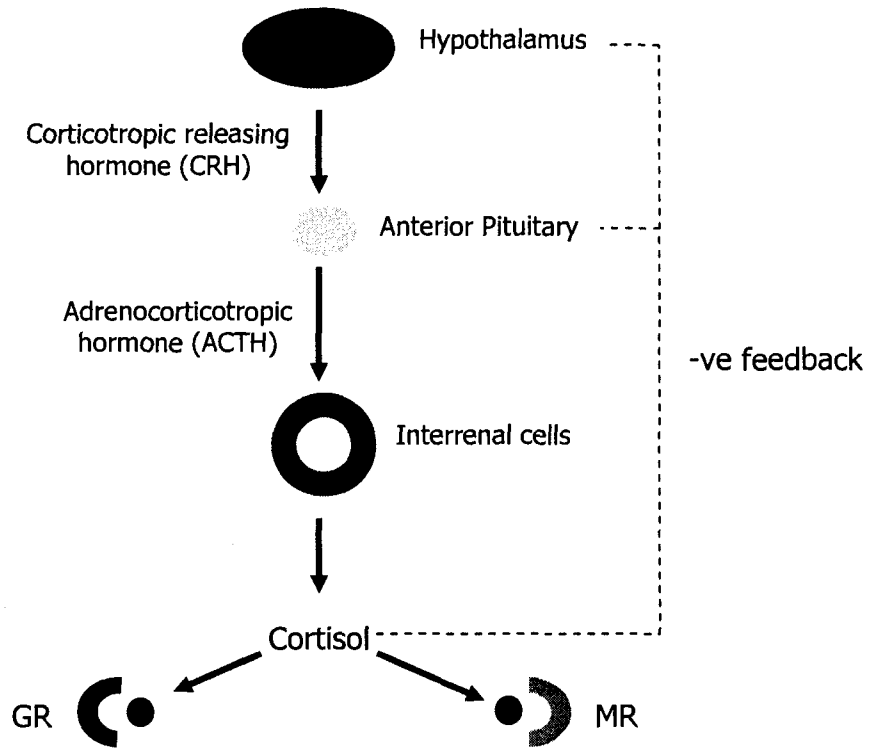 Hypothalamus
Corticotropic releasing
hormone (CRH)
Anterior Pituitary
Adrenocorticotropic
hormone (ACTH)
-ve feedback
Interrenal cells
Cortisol
GR
MR